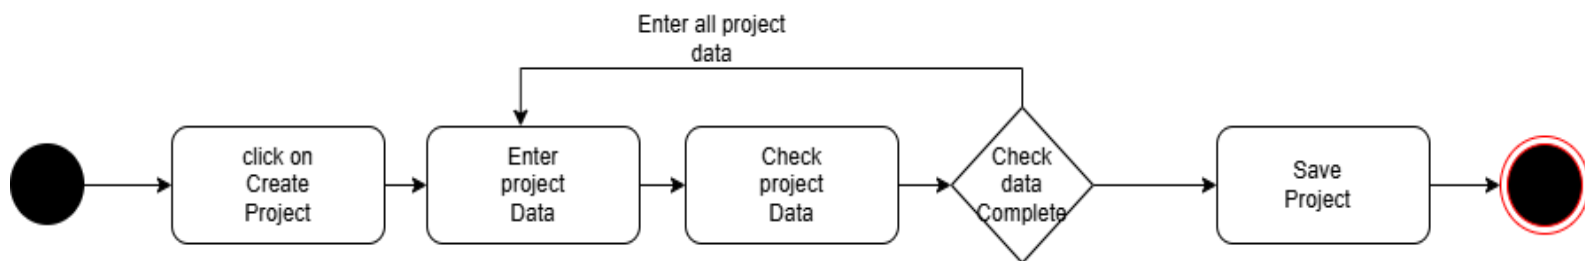 Enter all project
data
click on
Create
Project
Enter
project
Data
Check
project
Data
Check
data
Complete
Save
Project